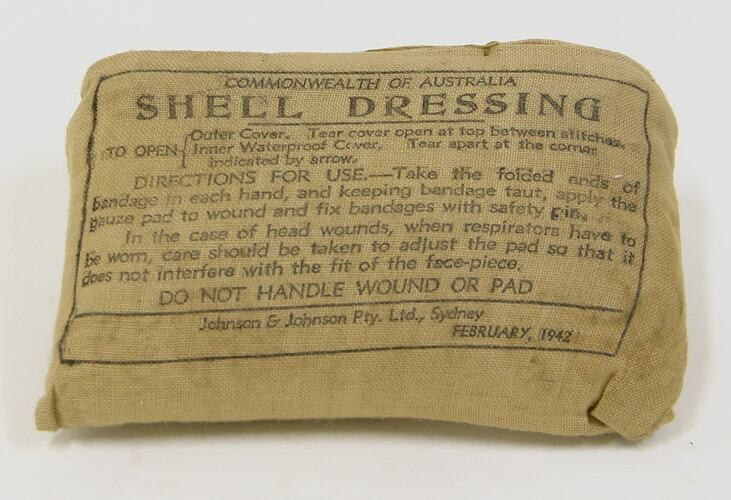 COMMONWEALTH OF AUSTRALIA
SHELL DRESSING
Outer Cover. Tear cover open at top between stitches.
TO OPEN { Inner Waterproof Cover. Tear apart at the corner
indicated by arrow.
DIRECTIONS FOR USE.—Take the folded ends of
bandage in each hand, and keeping bandage taut, apply the
gauze pad to wound and fix bandages with safety pin.
In the case of head wounds, when respirators have to
be worn, care should be taken to adjust the pad so that it
does not interfere with the fit of the face-piece.
DO NOT HANDLE WOUND OR PAD
Johnson & Johnson Pty. Ltd., Sydney
FEBRUARY, 1942